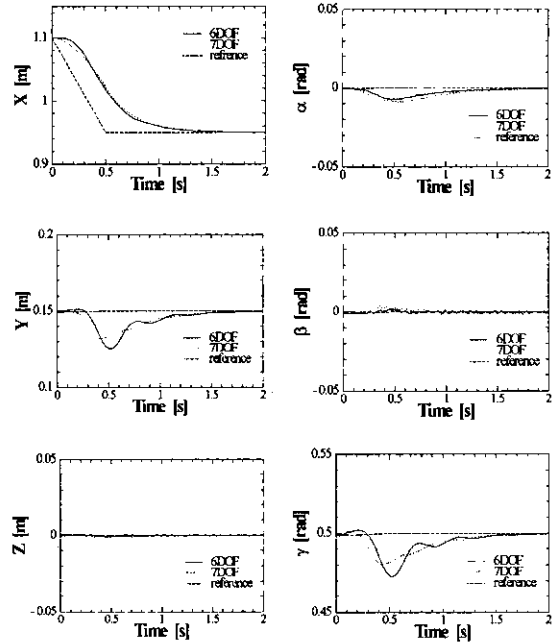 1.1
1
0.9
X [m]
6DOF
7DOF
refrence
0 0.5 1 1.5 2
Time [s]
0.05
0
-0.05
α [rad]
6DOF
7DOF
reference
0 0.5 1 1.5 2
Time [s]
0.2
0.15
0.1
Y [m]
6DOF
7DOF
reference
0 0.5 1 1.5 2
Time [s]
0.05
0
-0.05
β [rad]
6DOF
7DOF
reference
0 0.5 1 1.5 2
Time [s]
0.05
0
-0.05
Z [m]
6DOF
7DOF
reference
0 0.5 1 1.5 2
Time [s]
0.55
0.5
0.45
γ [rad]
6DOF
7DOF
reference
0 0.5 1 1.5 2
Time [s]